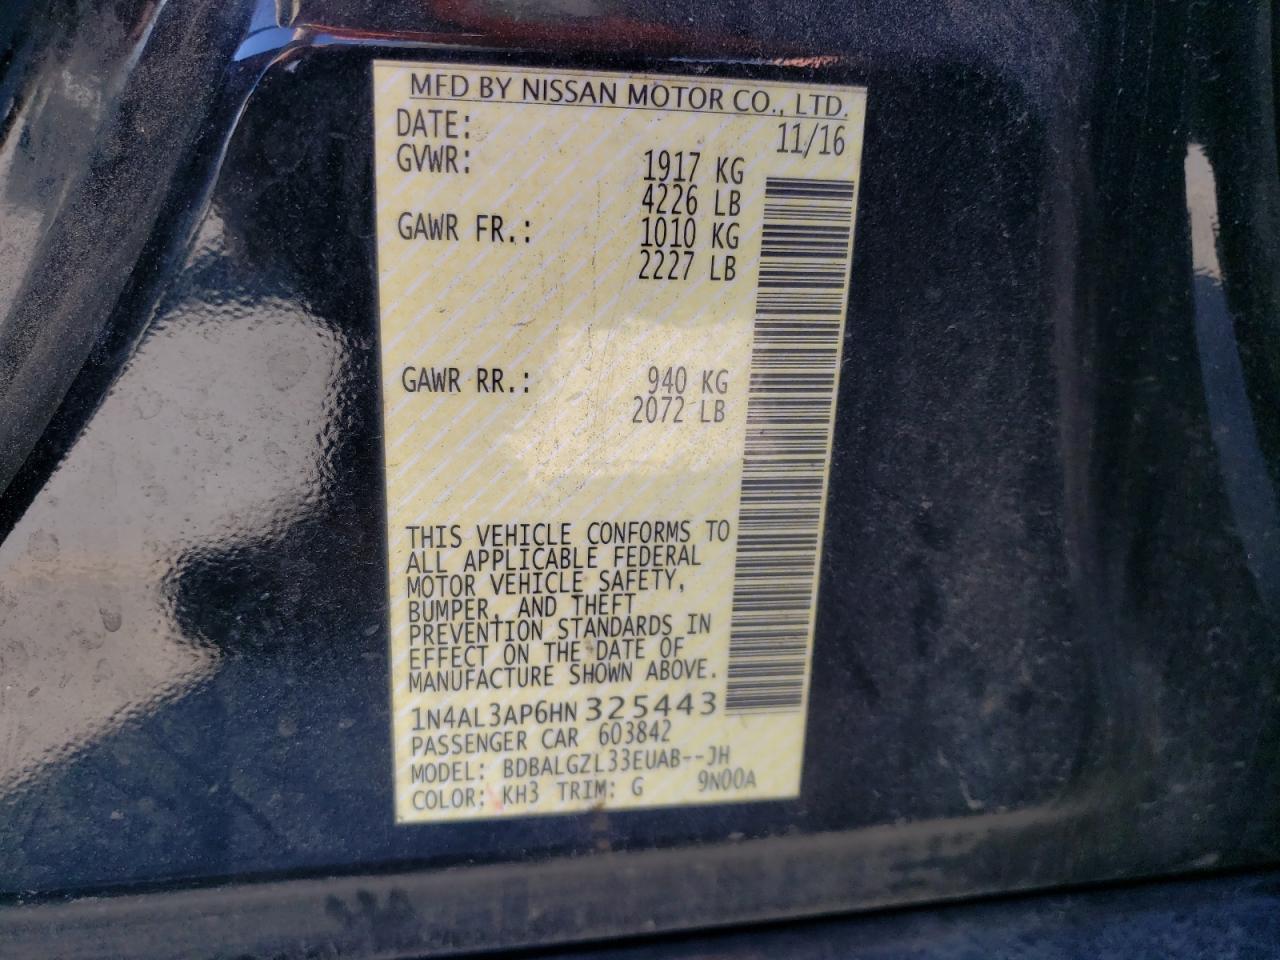 MFD BY NISSAN MOTOR CO., LTD.
DATE: 11/16
GVWR: 1917 KG
4226 LB
GAWR FR.: 1010 KG
2227 LB
GAWR RR.: 940 KG
2072 LB
THIS VEHICLE CONFORMS TO
ALL APPLICABLE FEDERAL
MOTOR VEHICLE SAFETY,
BUMPER, AND THEFT
PREVENTION STANDARDS IN
EFFECT ON THE DATE OF
MANUFACTURE SHOWN ABOVE.
1N4AL3AP6HN 325443
PASSENGER CAR 603842
MODEL: BDBALGZL33EUAB--JH
COLOR: KH3 TRIM: G 9N00A